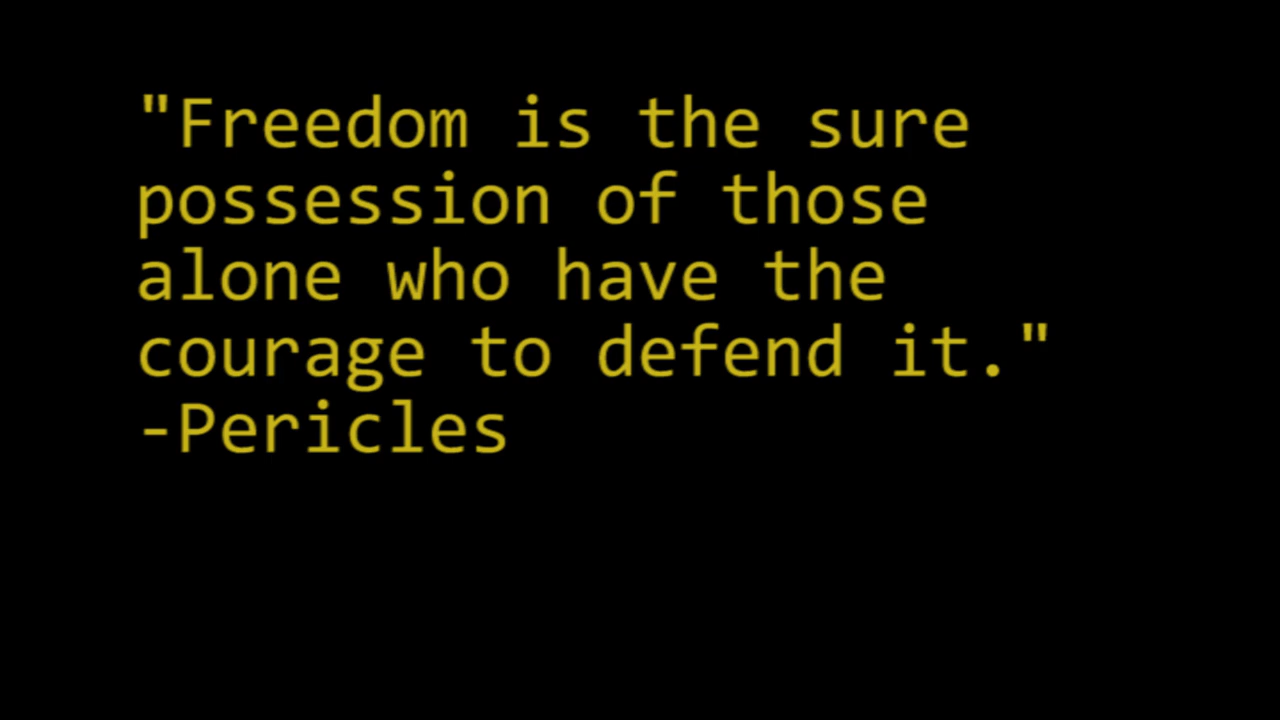 "Freedom is the sure
possession of those
alone who have the
courage to defend it."
-Pericles